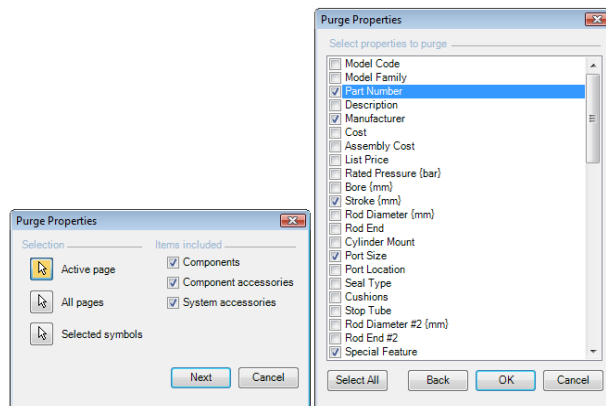 Purge Properties
Selection
Items included
Active page
Components
Component accessories
All pages
System accessories
Selected symbols
Next
Cancel
Purge Properties
Select properties to purge
Model Code
Model Family
Part Number
Description
Manufacturer
Cost
Assembly Cost
List Price
Rated Pressure {bar}
Bore {mm}
Stroke {mm}
Rod Diameter {mm}
Rod End
Cylinder Mount
Port Size
Port Location
Seal Type
Cushions
Stop Tube
Rod Diameter #2 {mm}
Rod End #2
Special Feature
Select All
Back
OK
Cancel